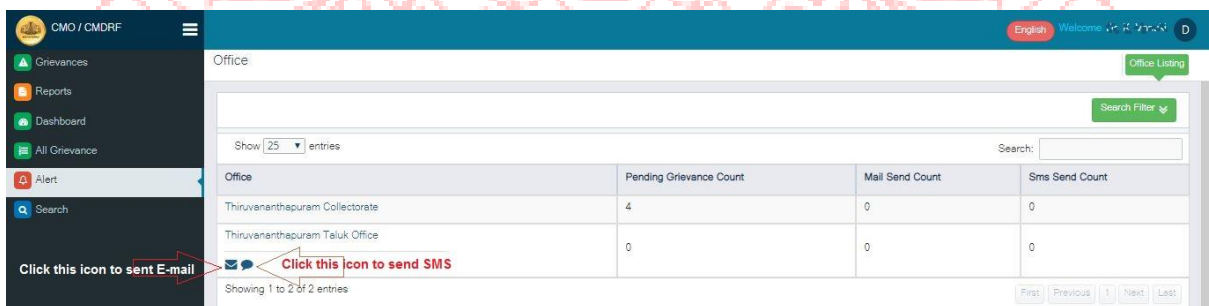 CMO / CMDRF
English Welcome D
Grievances
Reports
Dashboard
All Grievance
Alert
Search
Office
Office Listing
Search Filter
Show 25 entries
Search:
Office Pending Grievance Count Mail Send Count Sms Send Count
Thiruvananthapuram Collectorate 4 0 0
Thiruvananthapuram Taluk Office 0 0 0
Click this icon to sent E-mail Click this icon to send SMS
Showing 1 to 2 of 2 entries
First Previous 1 Next Last